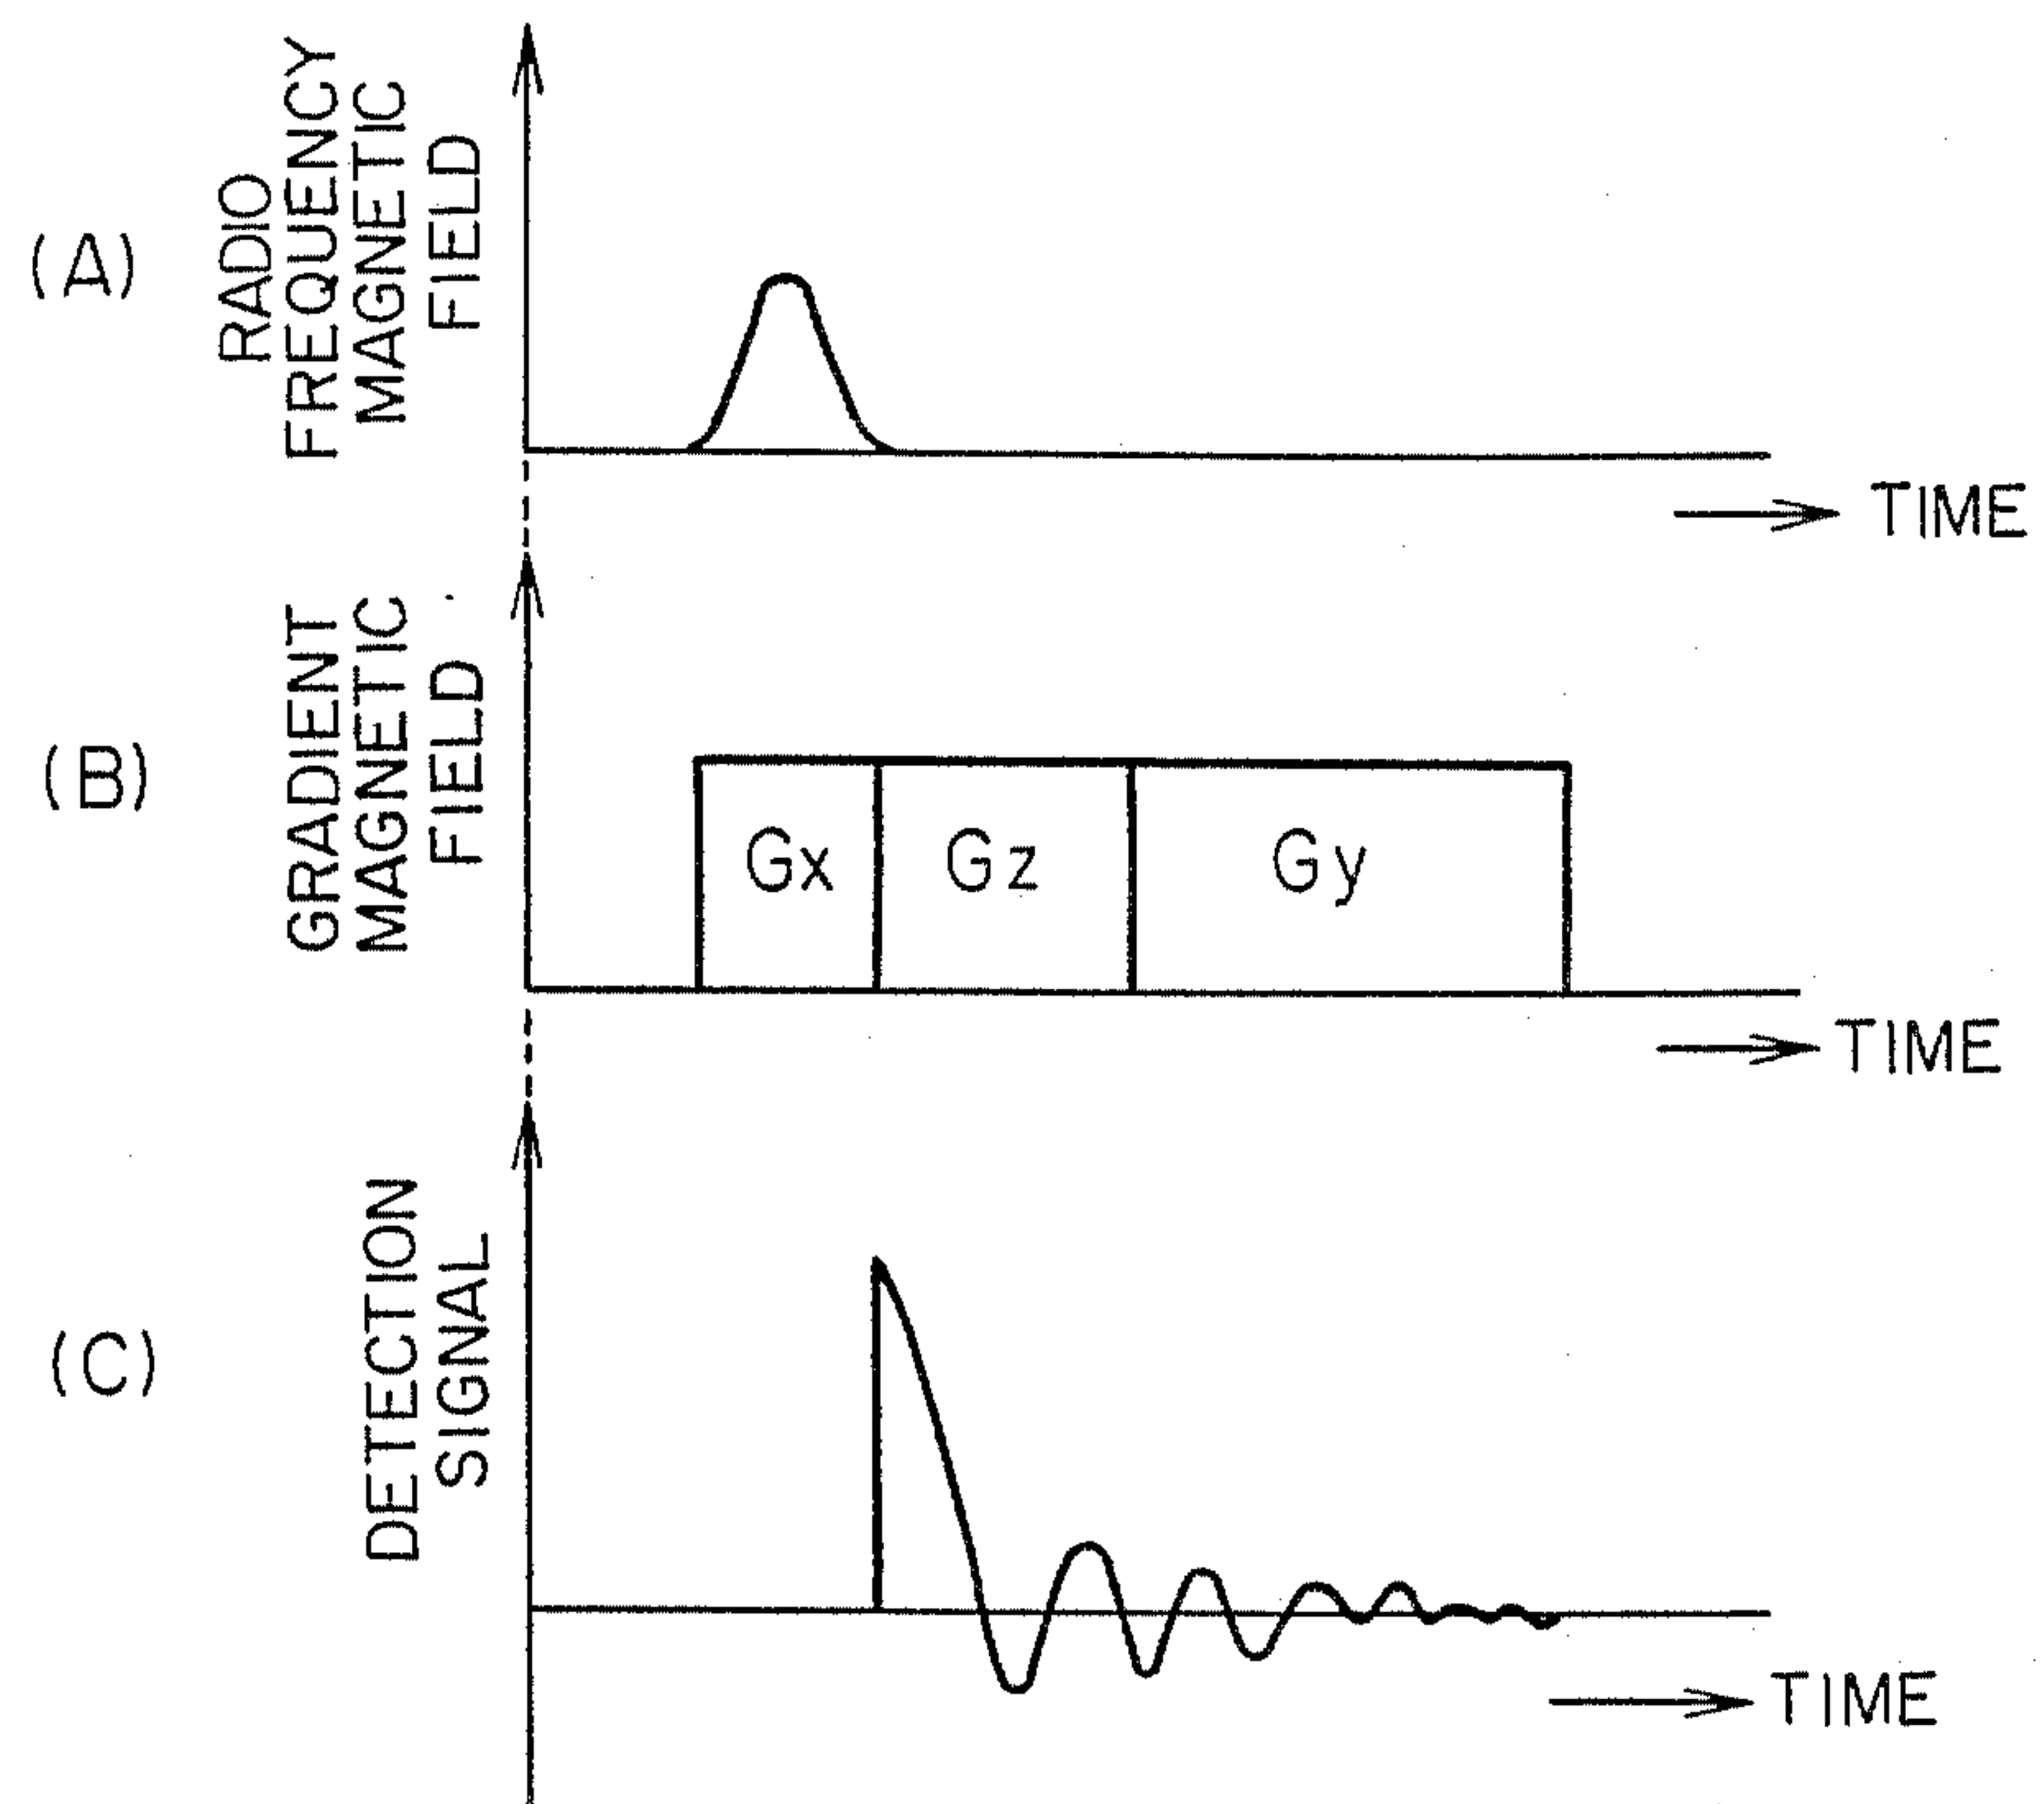 (A)
RADIO
FREQUENCY
MAGNETIC
FIELD
TIME
(B)
GRADIENT
MAGNETIC
FIELD
Gx
Gz
Gy
TIME
(C)
DETECTION
SIGNAL
TIME